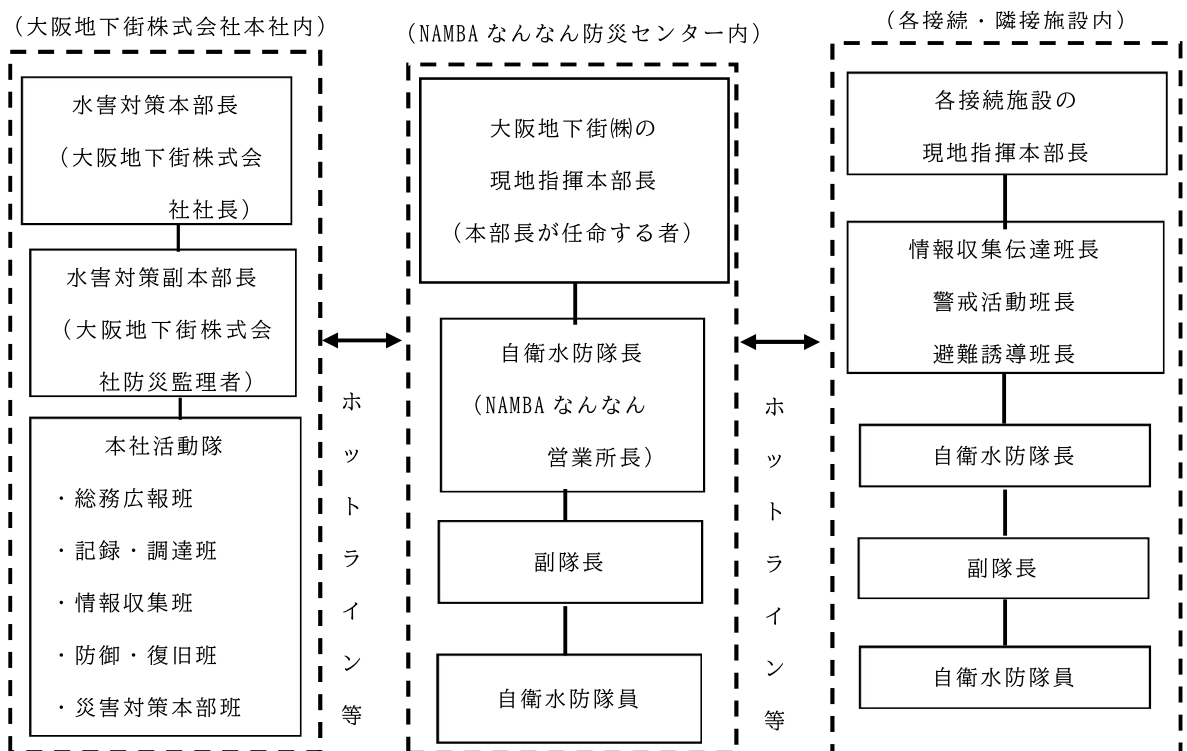 （大阪地下街株式会社本社内）
水害対策本部長
（大阪地下街株式会
社社長）
水害対策副本部長
（大阪地下街株式会
社防災監理者）
本社活動隊
・総務広報班
・記録・調達班
・情報収集班
・防御・復旧班
・災害対策本部班
ホットライン等
（NAMBAなんなん防災センター内）
大阪地下街㈱の
現地指揮本部長
（本部長が任命する者）
自衛水防隊長
（NAMBAなんなん
営業所長）
副隊長
自衛水防隊員
ホットライン等
（各接続・隣接施設内）
各接続施設の
現地指揮本部長
情報収集伝達班長
警戒活動班長
避難誘導班長
自衛水防隊長
副隊長
自衛水防隊員